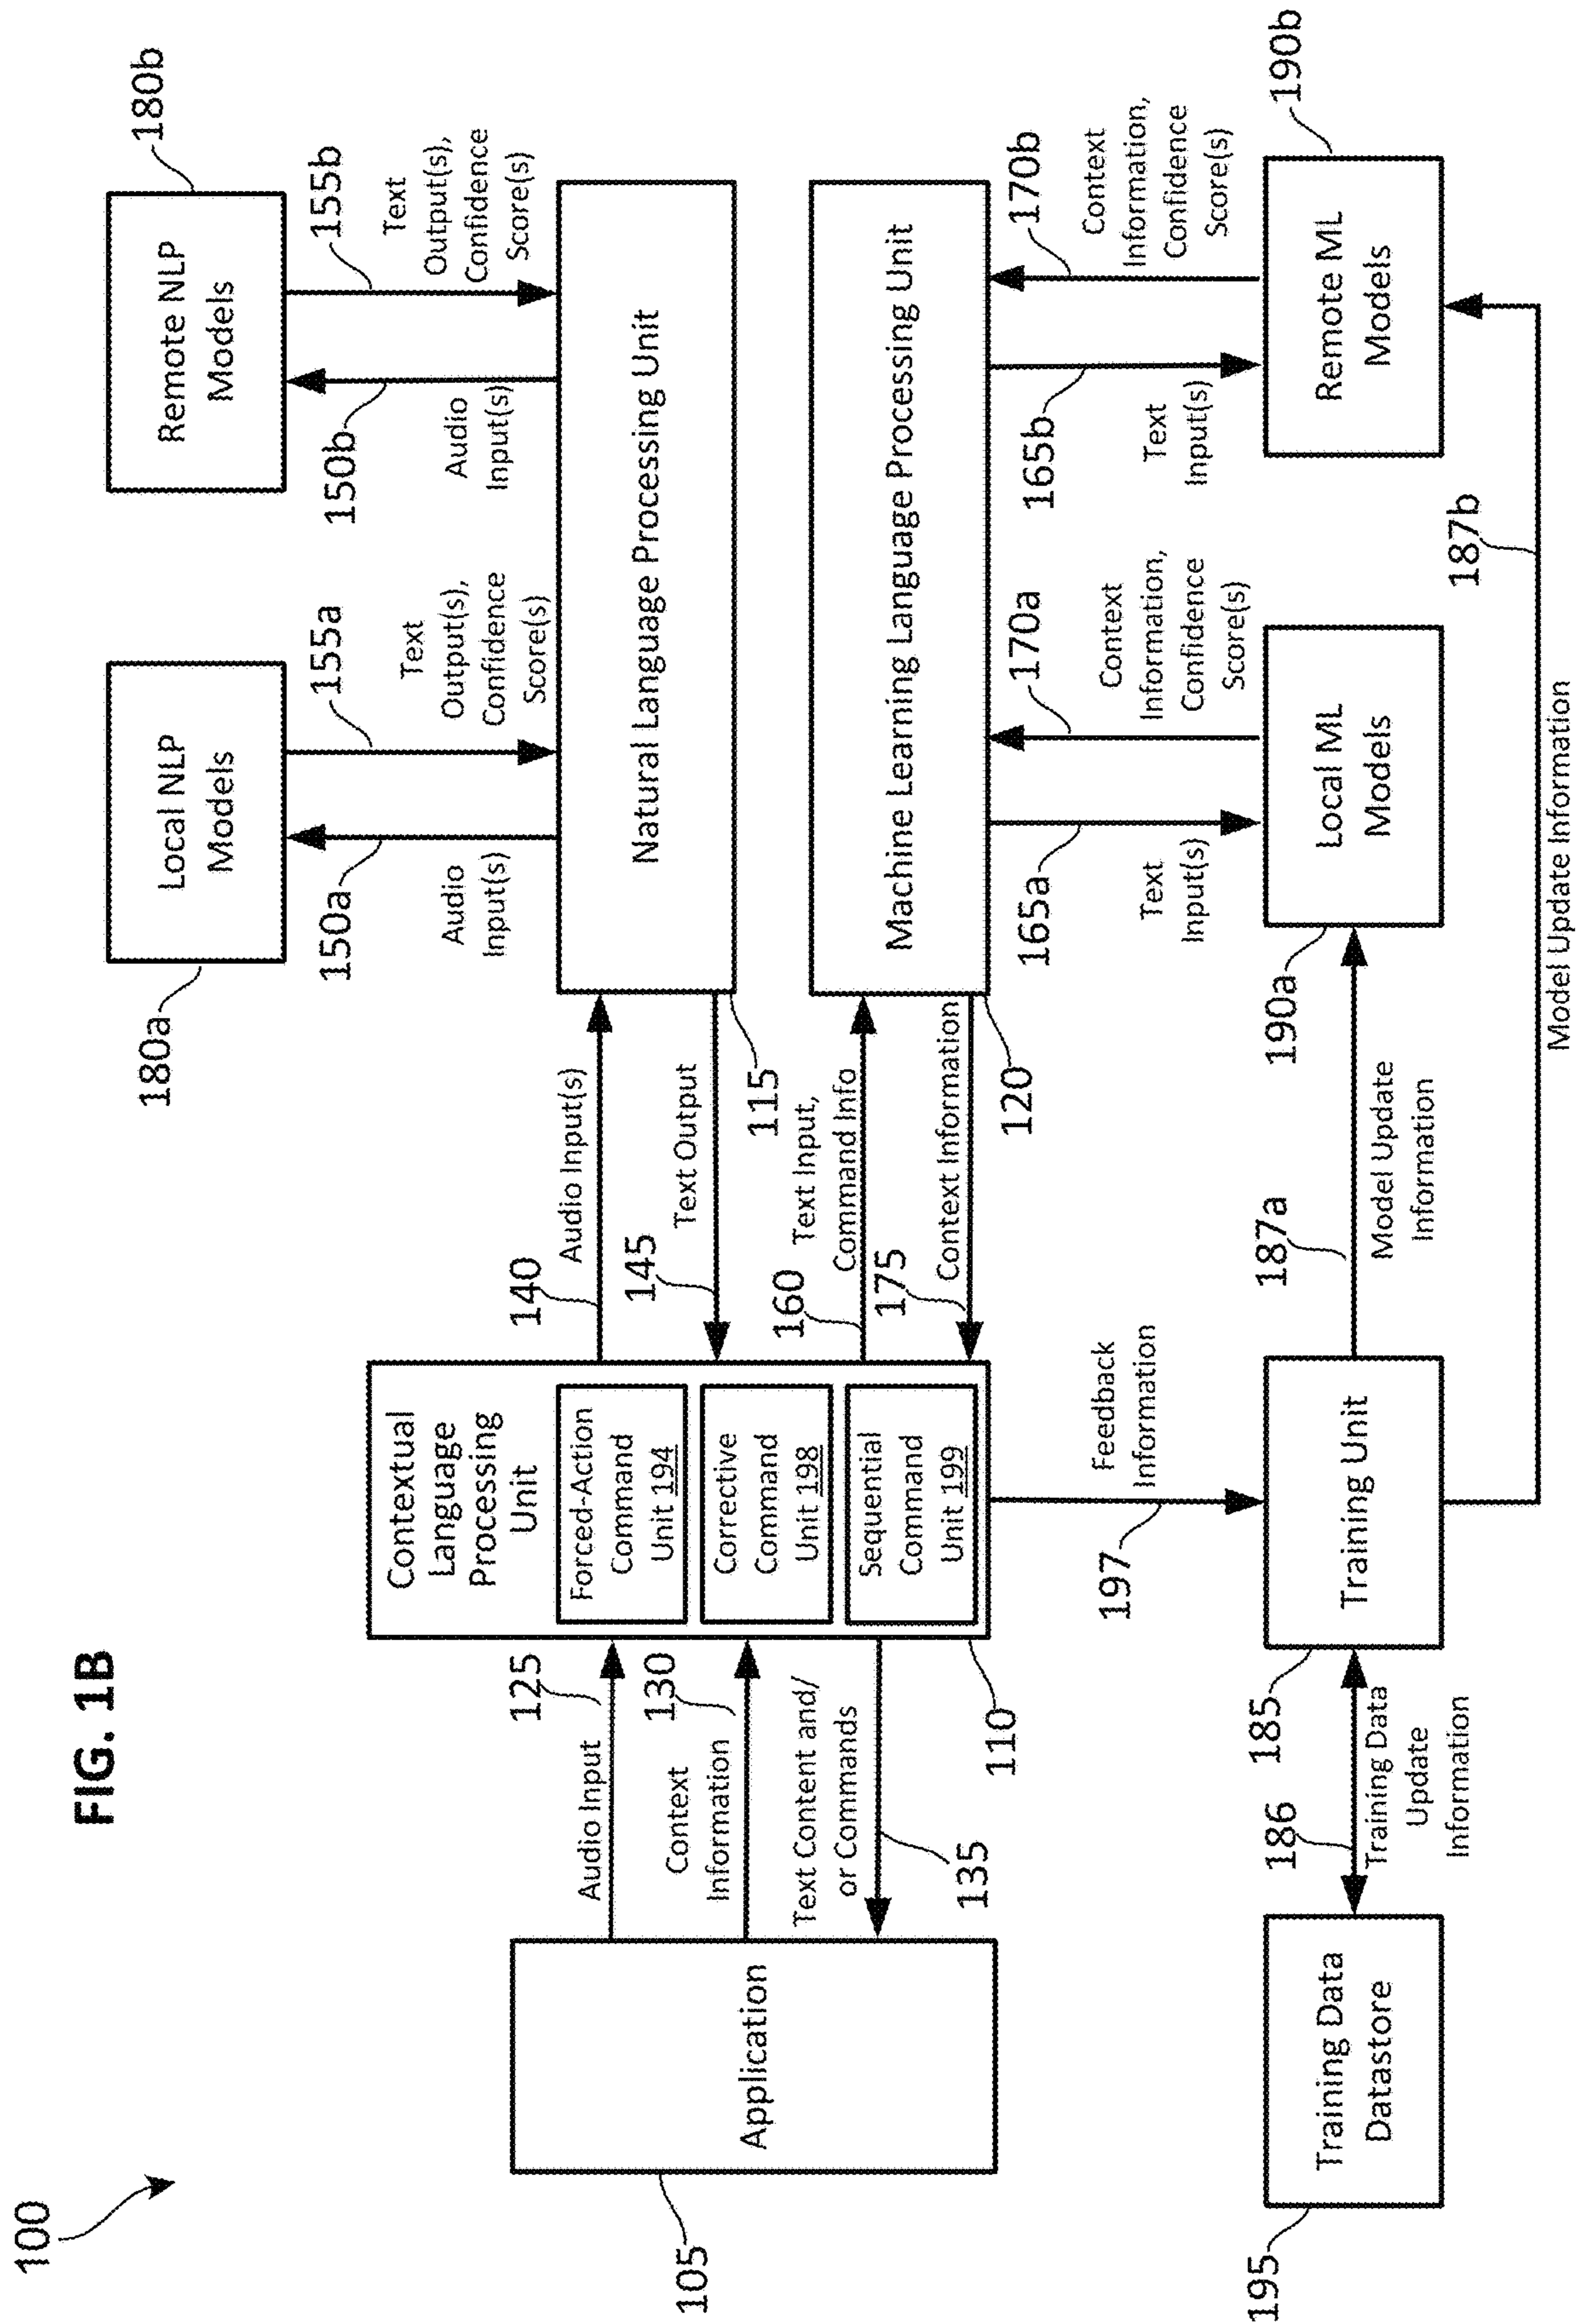 FIG. 1B
100
180a
Local NLP
Models
150a
Audio
Input(s)
155a
Text
Output(s),
Confidence
Score(s)
180b
Remote NLP
Models
150b
Audio
Input(s)
155b
Text
Output(s),
Confidence
Score(s)
105
Application
125
Audio Input
130
Context
Information
Text Content and/
or Commands
135
110
Contextual
Language
Processing
Unit
Forced-Action
Command
Unit 194
Corrective
Command
Unit 198
Sequential
Command
Unit 199
140
Audio Input(s)
145
Text Output
115
Natural Language Processing Unit
160
Text Input,
Command Info
175
Context Information
120
Machine Learning Language Processing Unit
165a
Text
Input(s)
170a
Context
Information,
Confidence
Score(s)
165b
Text
Input(s)
170b
Context
Information,
Confidence
Score(s)
197
Feedback
Information
195
Training Data
Datastore
186
Training Data
Update
Information
185
Training Unit
187a
Model Update
Information
190a
Local ML
Models
190b
Remote ML
Models
187b
Model Update Information